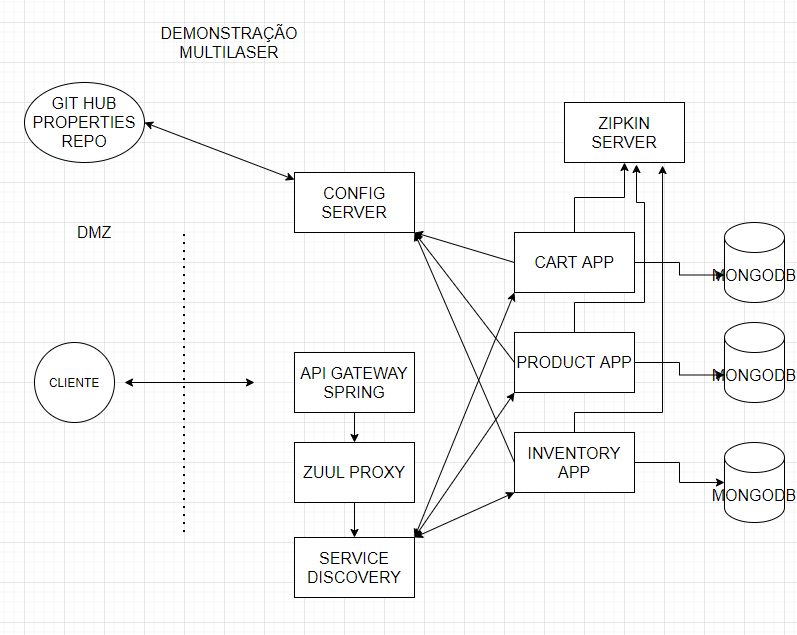 DEMONSTRAÇÃO
MULTILASER
GIT HUB
PROPERTIES
REPO
ZIPKIN
SERVER
CONFIG
SERVER
DMZ
CART APP
MONGODB
CLIENTE
API GATEWAY
SPRING
PRODUCT APP
MONGODB
ZUUL PROXY
INVENTORY
APP
MONGODB
SERVICE
DISCOVERY